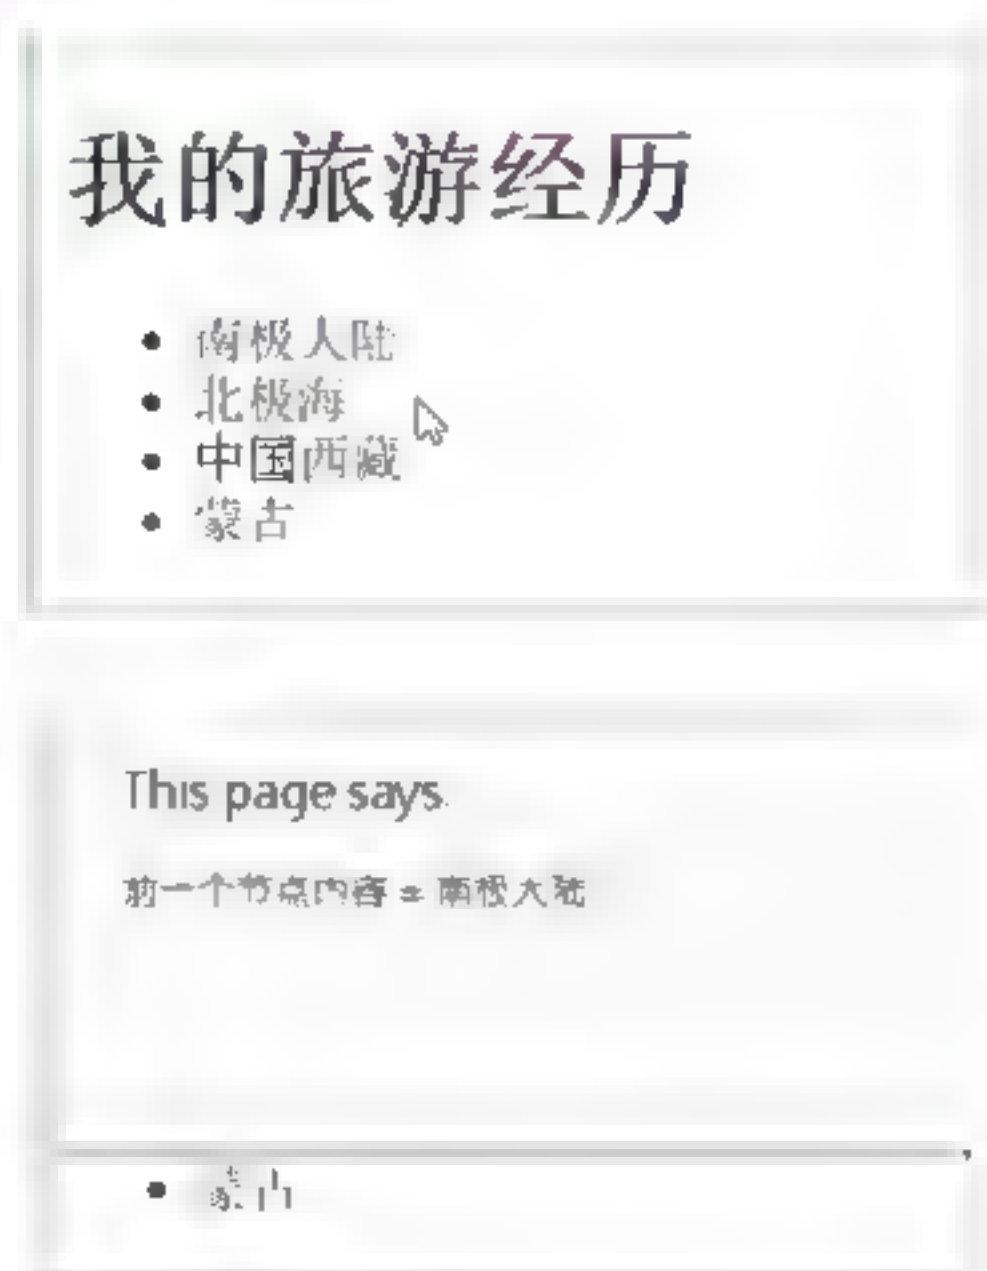 我的旅游经历
南极大陆
北极海
中国西藏
蒙古
This page says
前一个节点内容 = 南极大陆